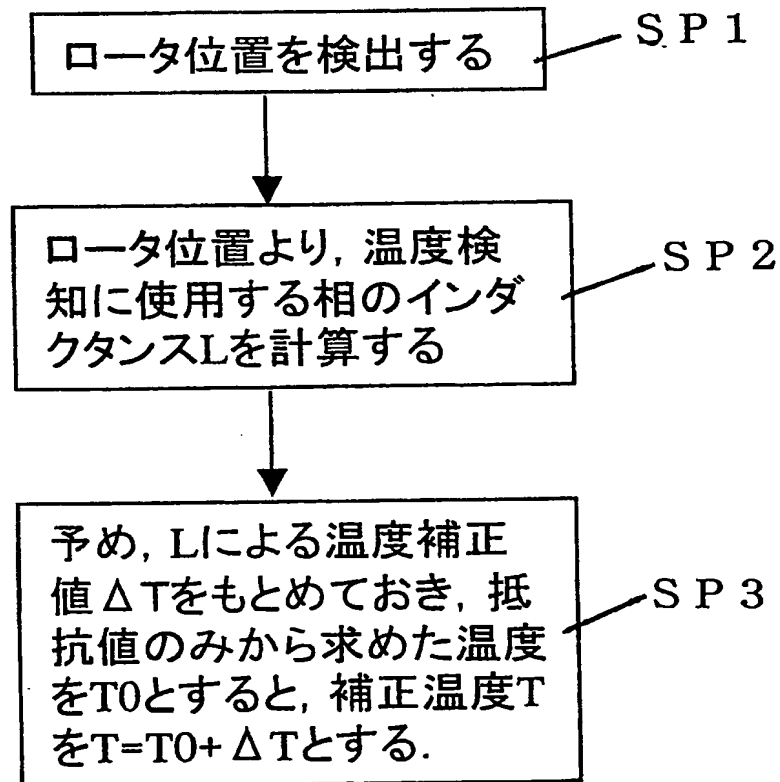 ロータ位置を検出する
SP1
ロータ位置より, 温度検
知に使用する相のインダ
クタンスLを計算する
SP2
予め, Lによる温度補正
値ΔTをもとめておき, 抵
抗値のみから求めた温度
をT0とすると, 補正温度T
をT=T0+ΔTとする.
SP3